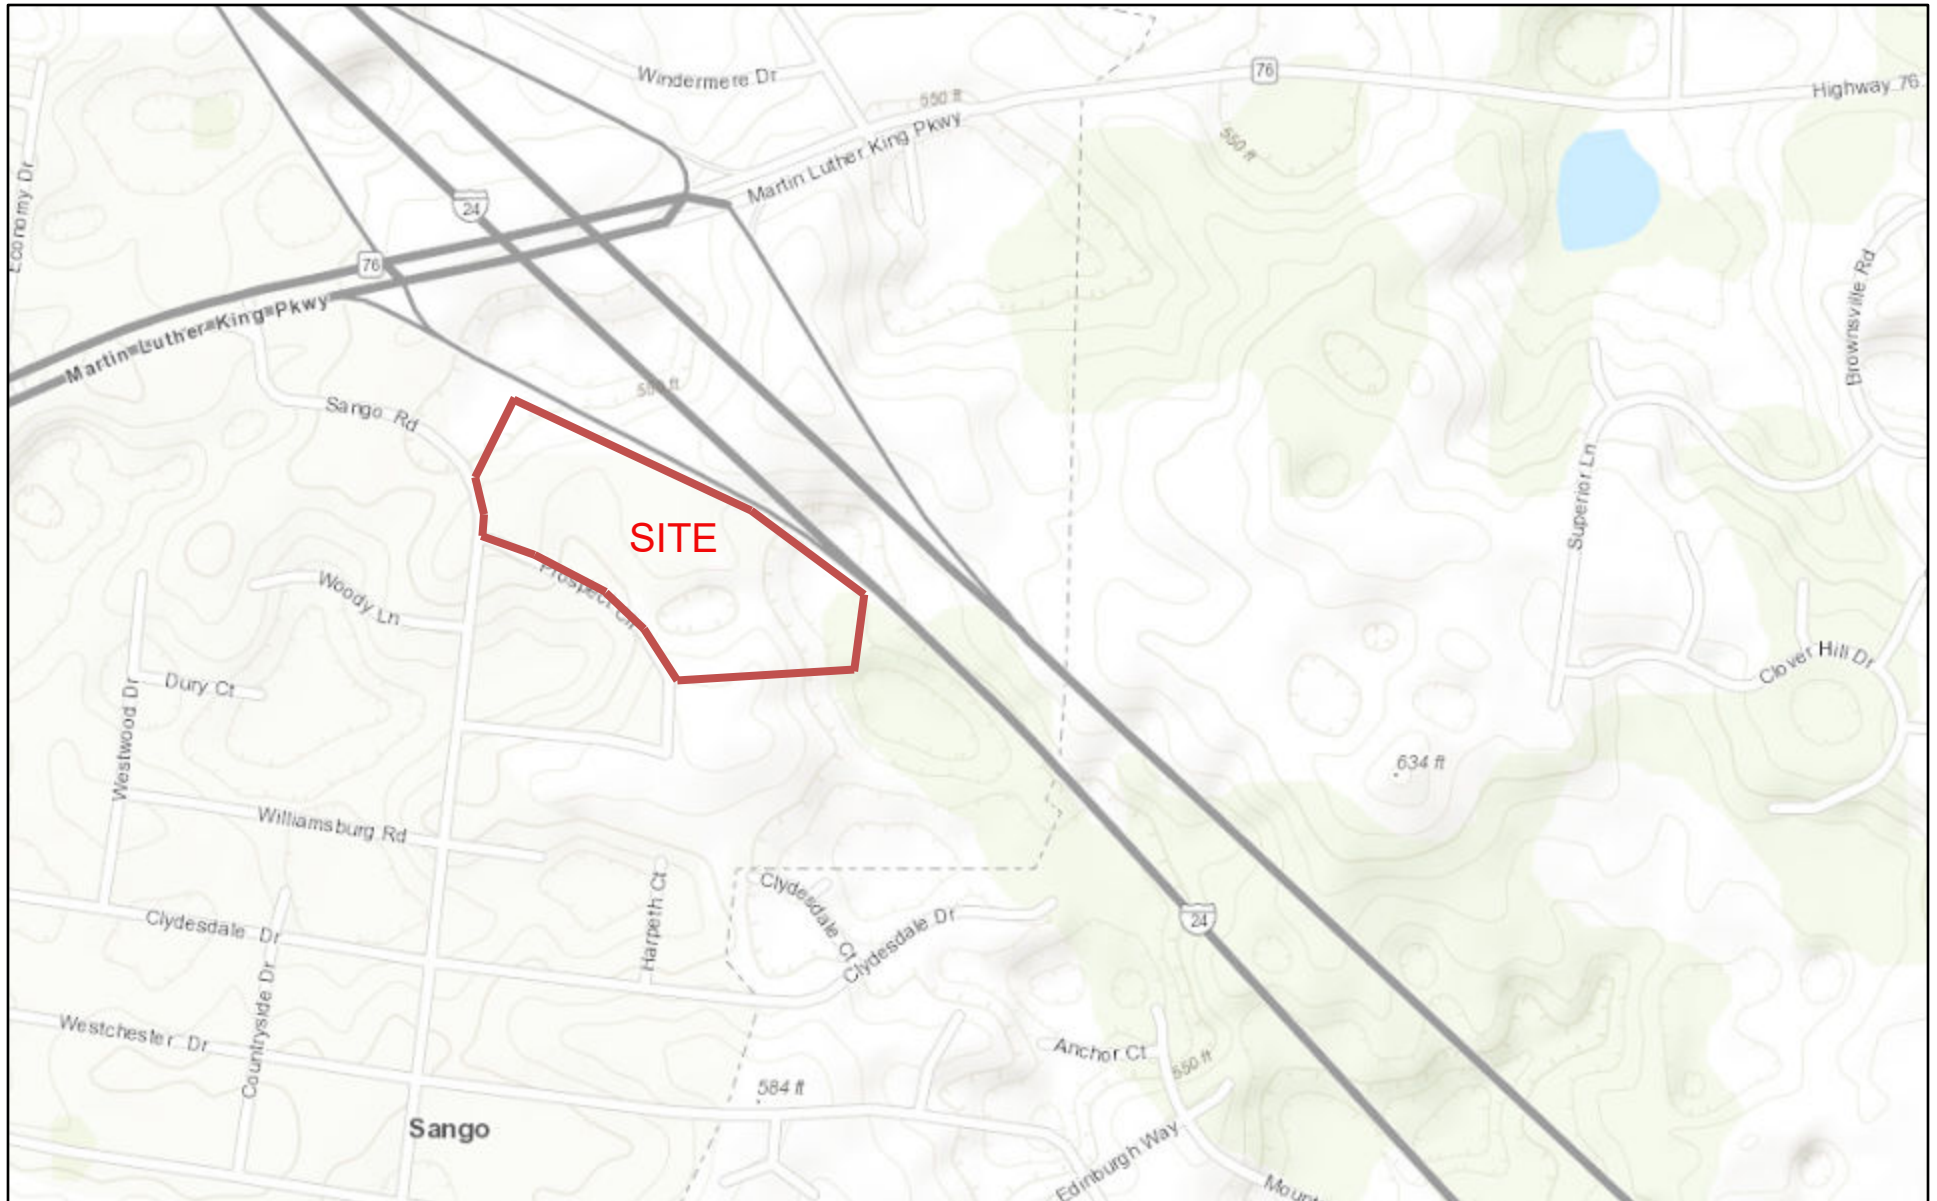 Windermere Dr
76
Highway 76
550 ft
Martin Luther King Pkwy
550 ft
Economy Dr
24
76
Martin Luther King Pkwy
Brownsville Rd
550 ft
Sango Rd
Superior Ln
SITE
Prospect Cir
Woody Ln
Clover Hill Dr
Dury Ct
Westwood Dr
634 ft
Williamsburg Rd
Harpeth Ct
Clydesdale Ct
Clydesdale Dr
Clydesdale Dr
24
Countryside Dr
Westchester Dr
Anchor Ct
550 ft
584 ft
Sango
Edinburgh Way
Mount